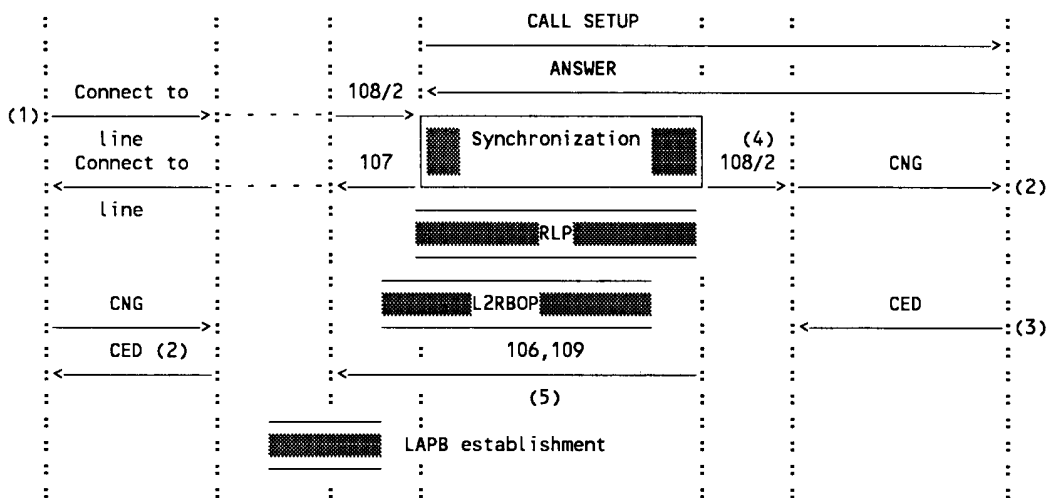 CALL SETUP
ANSWER
Connect to 108/2
(1)
line Synchronization (4)
Connect to 107 108/2 CNG
(2)
line
RLP
CNG L2RBOP CED
(3)
CED (2) 106,109
(5)
LAPB establishment